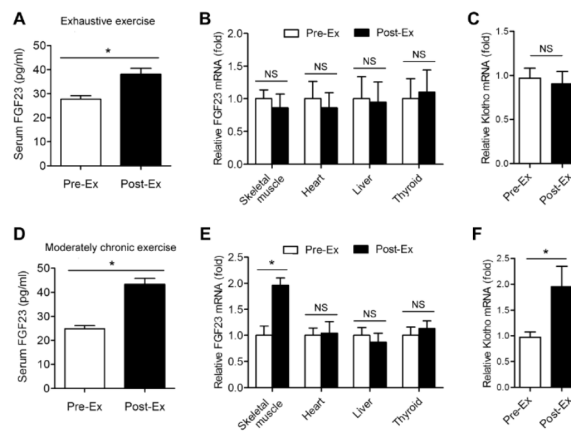 A
Exhaustive exercise
Serum FGF23 (pg/ml)
50
40
30
20
10
0
*
Pre-Ex
Post-Ex
B
Pre-Ex
Post-Ex
Relative FGF23 mRNA (fold)
2.0
1.5
1.0
0.5
0.0
NS
NS
NS
NS
Skeletal
muscle
Heart
Liver
Thyroid
C
Relative Klotho mRNA (fold)
1.5
1.0
0.5
0.0
NS
Pre-Ex
Post-Ex
D
Moderately chronic exercise
Serum FGF23 (pg/ml)
50
40
30
20
10
0
*
Pre-Ex
Post-Ex
E
Pre-Ex
Post-Ex
Relative FGF23 mRNA (fold)
2.5
2.0
1.5
1.0
0.5
0.0
*
NS
NS
NS
Skeletal
muscle
Heart
Liver
Thyroid
F
Relative Klotho mRNA (fold)
2.5
2.0
1.5
1.0
0.5
0.0
*
Pre-Ex
Post-Ex